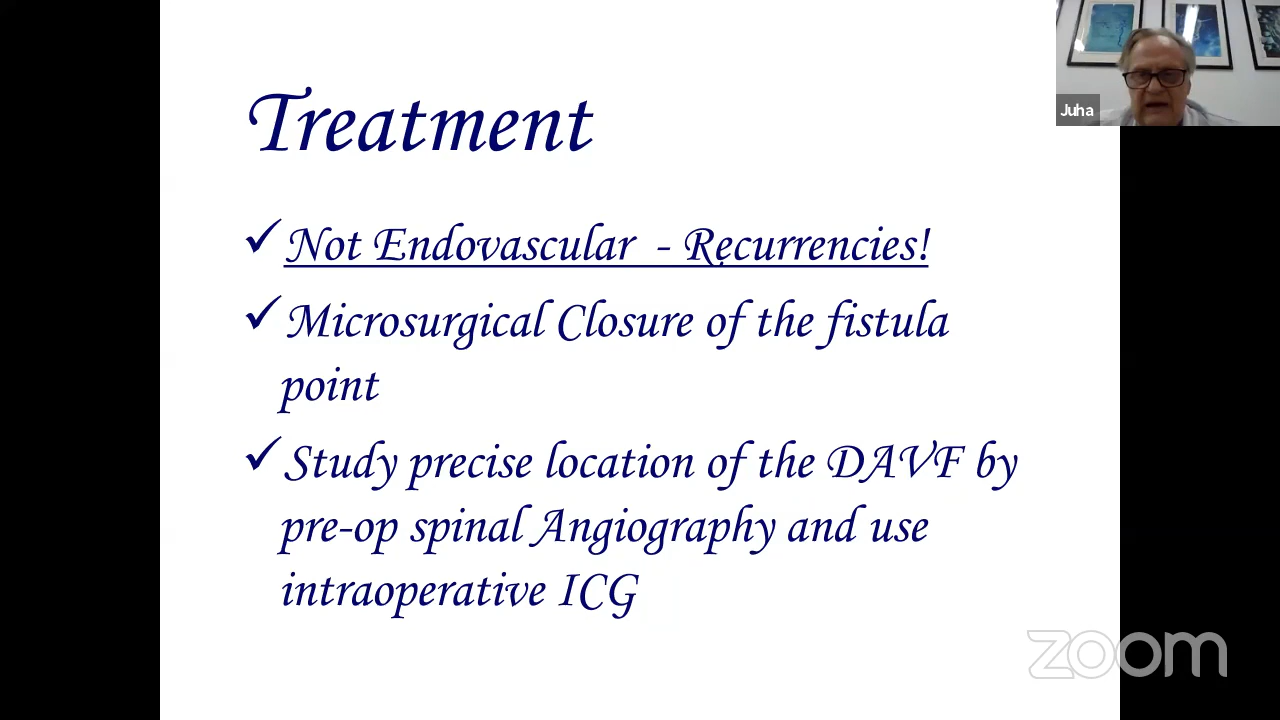 Treatment
Not Endovascular - Recurrencies!
Microsurgical Closure of the fistula
point
Study precise location of the DAVF by
pre-op spinal Angiography and use
intraoperative ICG
Juha
zoom